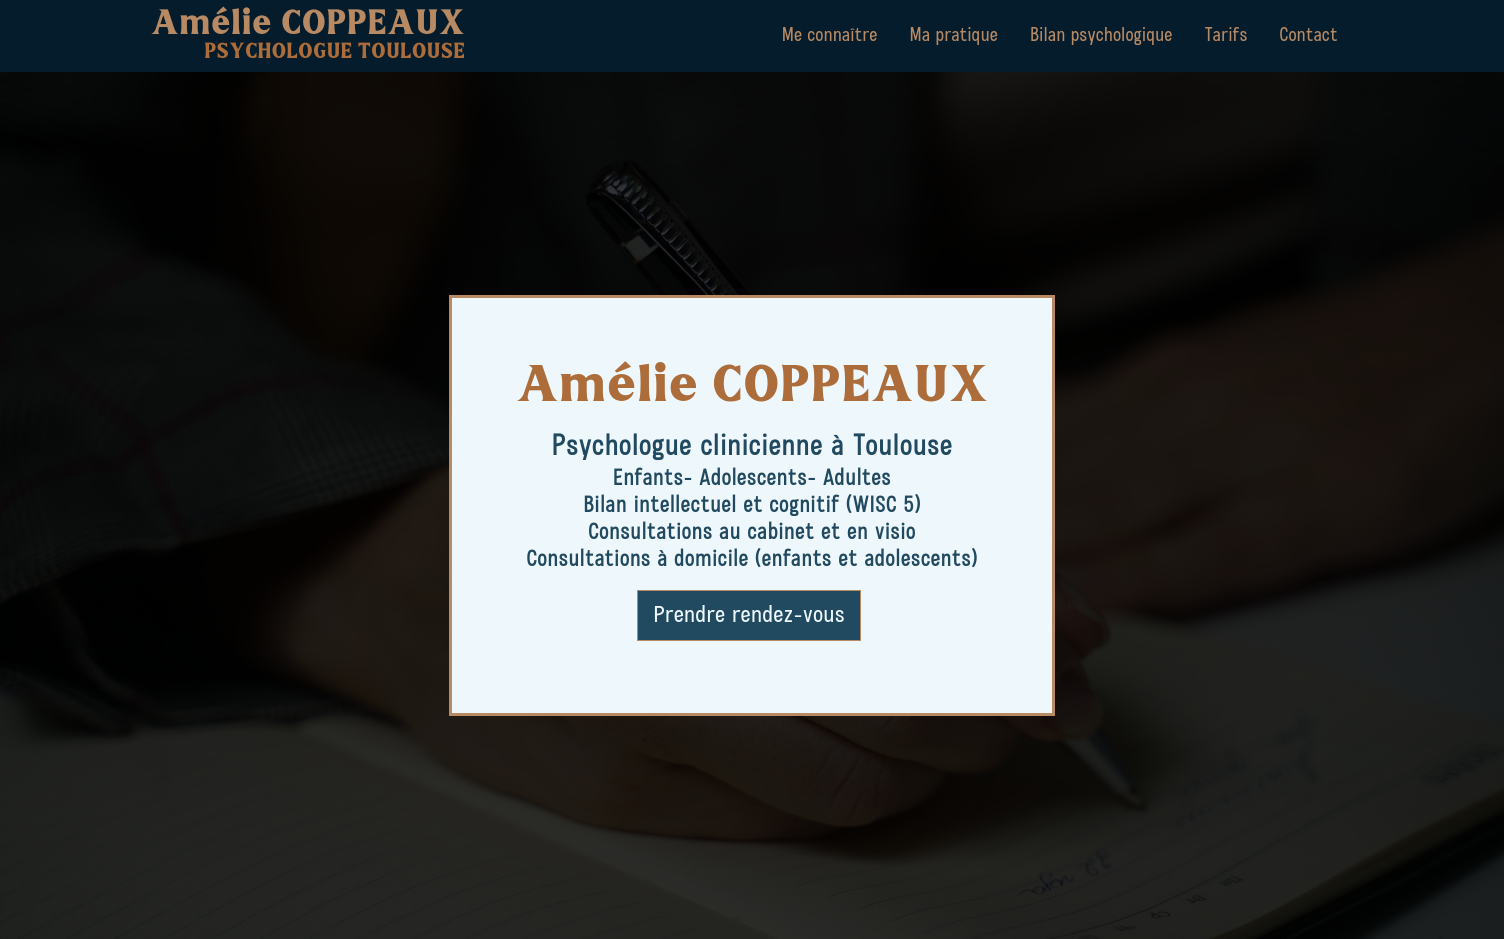 Amélie COPPEAUX
PSYCHOLOGUE TOULOUSE
Me connaître
Ma pratique
Bilan psychologique
Tarifs
Contact
Amélie COPPEAUX
Psychologue clinicienne à Toulouse
Enfants- Adolescents- Adultes
Bilan intellectuel et cognitif (WISC 5)
Consultations au cabinet et en visio
Consultations à domicile (enfants et adolescents)
Prendre rendez-vous